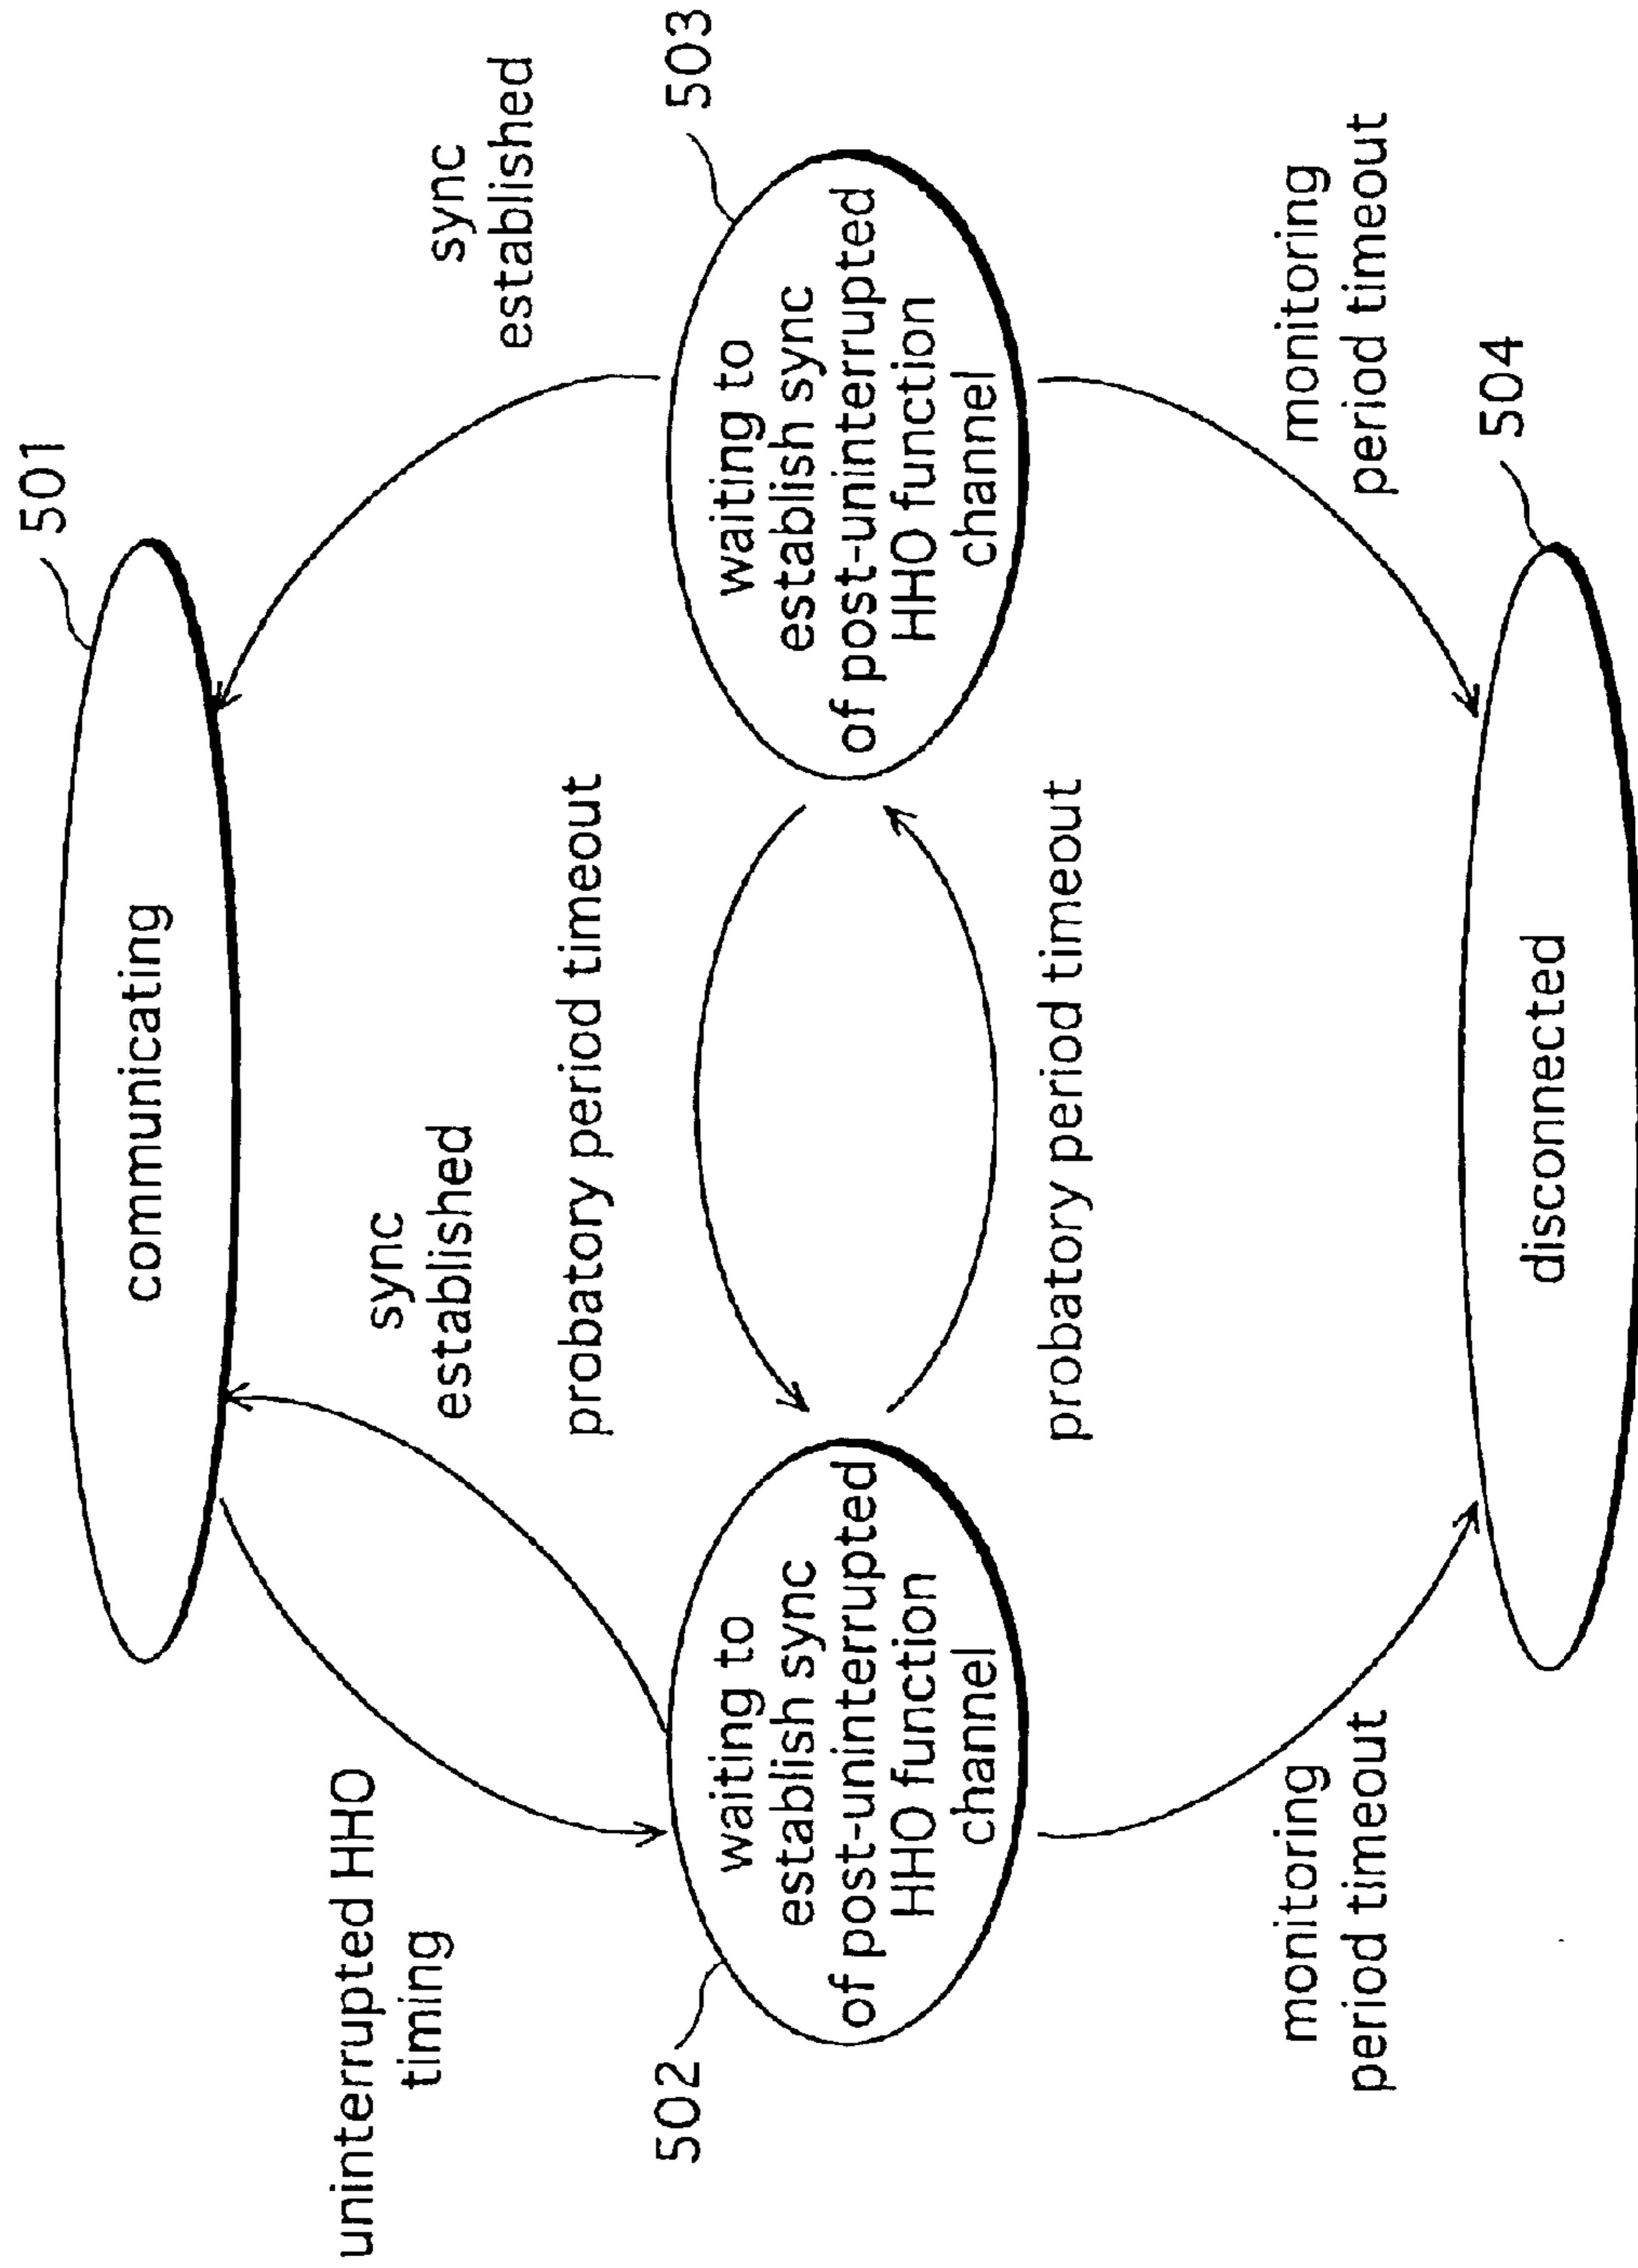 501
communicating
uninterrupted HHO
timing
sync
established
sync
established
probatory period timeout
502
waiting to
establish sync
of post-uninterrupted
HHO function
channel
503
waiting to
establish sync
of post-uninterrupted
HHO function
channel
probatory period timeout
monitoring
period timeout
monitoring
period timeout
504
disconnected